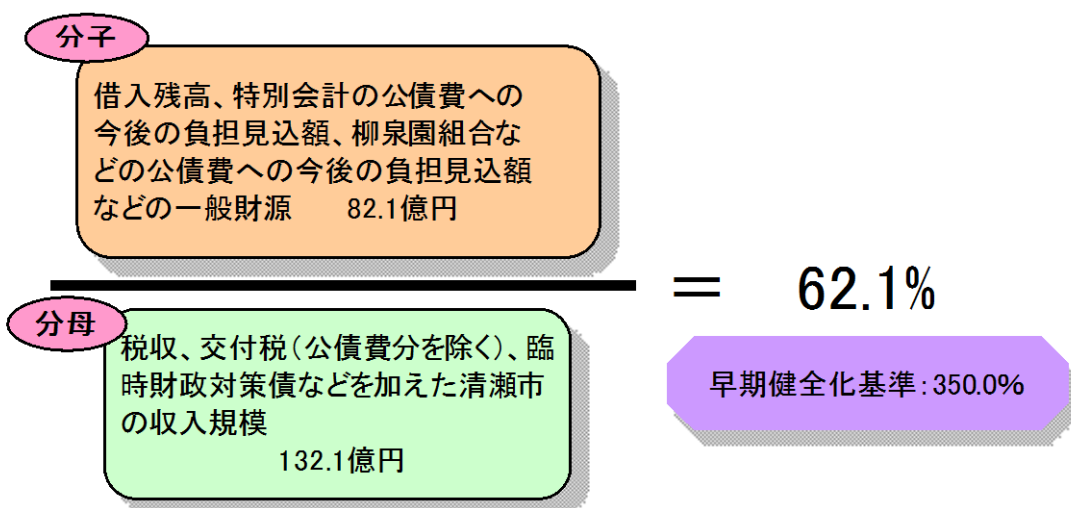 分子
借入残高、特別会計の公債費への
今後の負担見込額、柳泉園組合な
どの公債費への今後の負担見込額
などの一般財源　　82.1億円
＝　62.1%
分母
税収、交付税（公債費分を除く）、臨
時財政対策債などを加えた清瀬市
の収入規模
132.1億円
早期健全化基準：350.0%